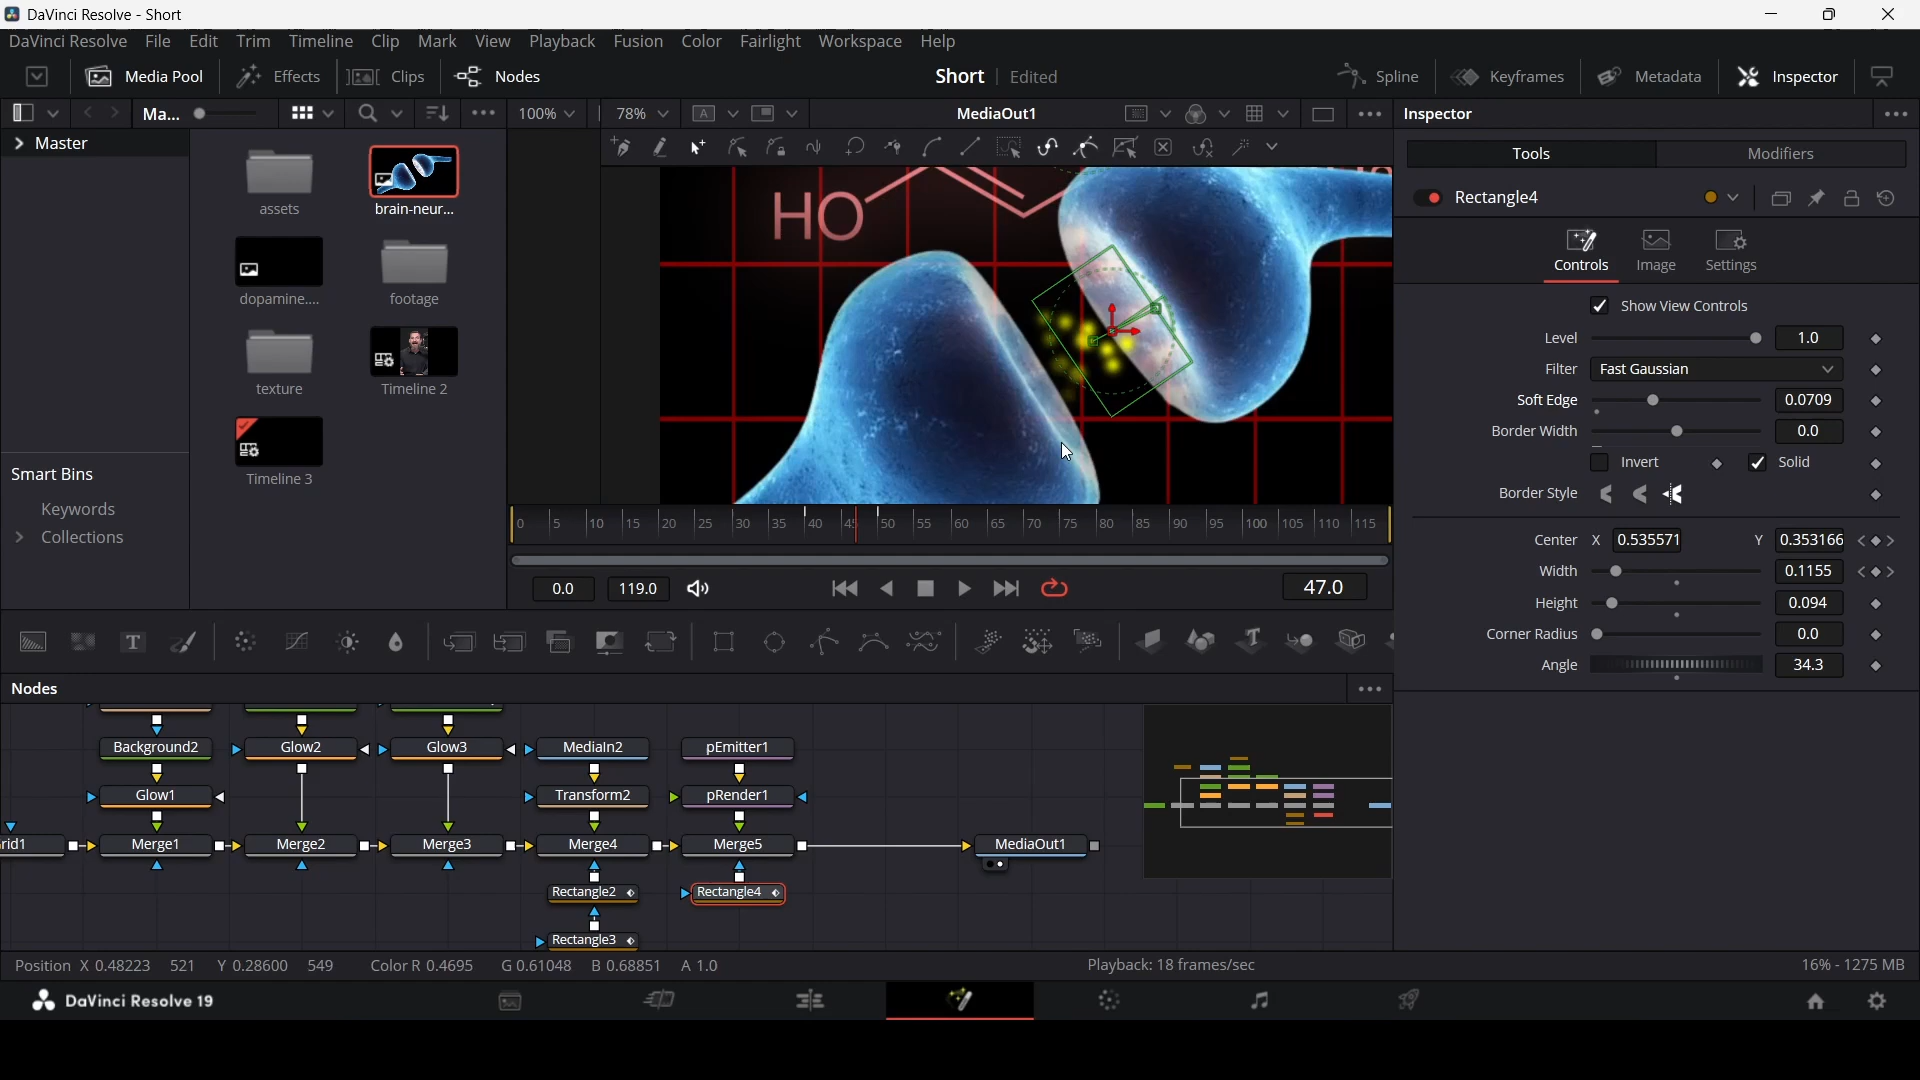 DaVinci Resolve - Short
DaVinci Resolve File Edit Trim Timeline Clip Mark View Playback Fusion Color Fairlight Workspace Help
Media Pool Effects Clips Nodes Short Edited Spline Keyframes Metadata Inspector
Ma... 100% 78% A MediaOut1 Inspector
Master
Tools Modifiers
assets brain-neur...
dopamine.... footage
texture Timeline 2
Timeline 3
Smart Bins
Keywords
Collections
HO
Rectangle4
Controls Image Settings
Show View Controls
Level 1.0
Filter Fast Gaussian
Soft Edge 0.0709
Border Width 0.0
Invert Solid
Border Style
Center X 0.535571 Y 0.353166
Width 0.1155
Height 0.094
Corner Radius 0.0
Angle 34.3
0 5 10 15 20 25 30 35 40 45 50 55 60 65 70 75 80 85 90 95 100 105 110 115
0.0 119.0 47.0
T
Nodes
Background2 Glow2 Glow3 MediaIn2 pEmitter1
Glow1 Transform2 pRender1
rid1 Merge1 Merge2 Merge3 Merge4 Merge5 MediaOut1
Rectangle2 Rectangle4
Rectangle3
Position X 0.48223 521 Y 0.28600 549 Color R 0.4695 G 0.61048 B 0.68851 A 1.0 Playback: 18 frames/sec 16% - 1275 MB
DaVinci Resolve 19